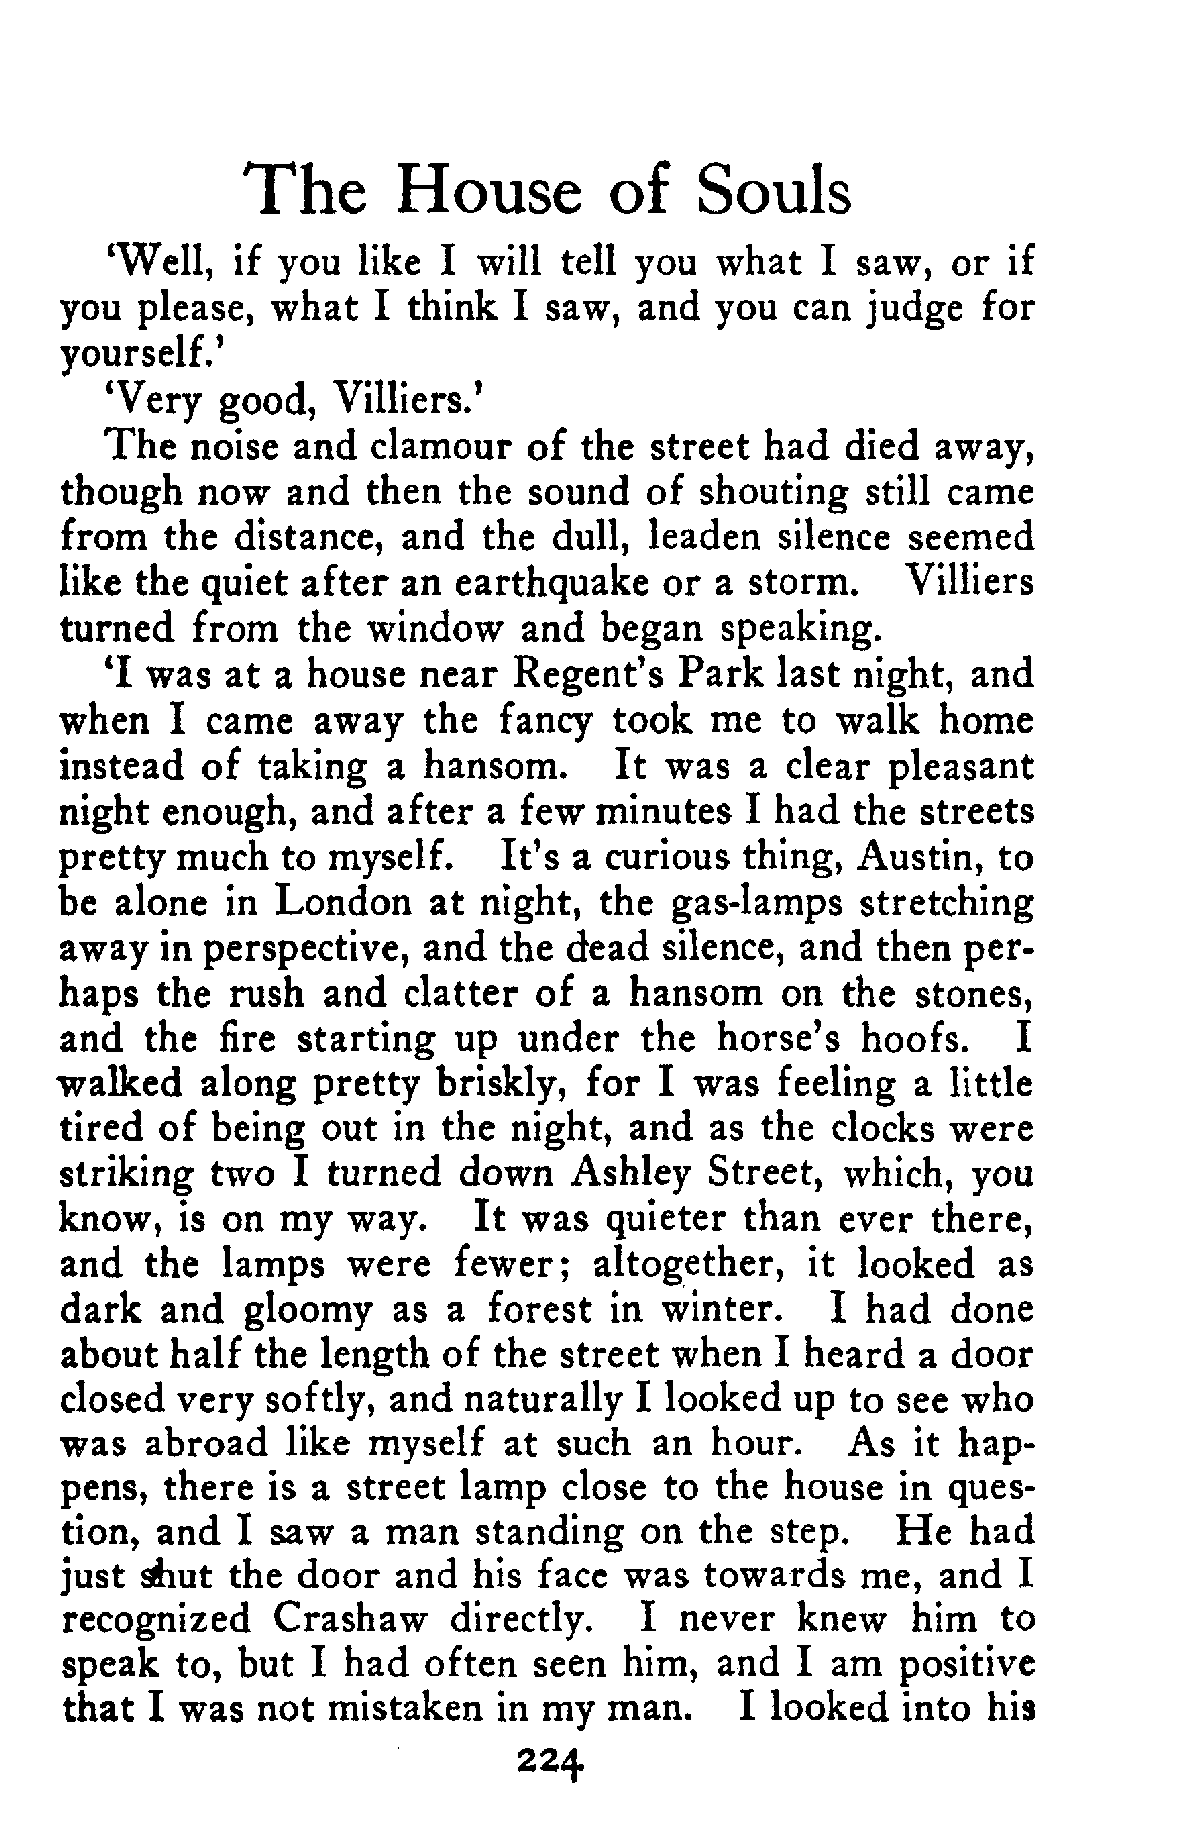 The House of Souls
‘Well, if you like I will tell you what I saw, or if
you please, what I think I saw, and you can judge for
yourself.’
‘Very good, Villiers.’
The noise and clamour of the street had died away,
though now and then the sound of shouting still came
from the distance, and the dull, leaden silence seemed
like the quiet after an earthquake or a storm. Villiers
turned from the window and began speaking.
‘I was at a house near Regent’s Park last night, and
when I came away the fancy took me to walk home
instead of taking a hansom. It was a clear pleasant
night enough, and after a few minutes I had the streets
pretty much to myself. It’s a curious thing, Austin, to
be alone in London at night, the gas-lamps stretching
away in perspective, and the dead silence, and then per-
haps the rush and clatter of a hansom on the stones,
and the fire starting up under the horse’s hoofs. I
walked along pretty briskly, for I was feeling a little
tired of being out in the night, and as the clocks were
striking two I turned down Ashley Street, which, you
know, is on my way. It was quieter than ever there,
and the lamps were fewer; altogether, it looked as
dark and gloomy as a forest in winter. I had done
about half the length of the street when I heard a door
closed very softly, and naturally I looked up to see who
was abroad like myself at such an hour. As it hap-
pens, there is a street lamp close to the house in ques-
tion, and I saw a man standing on the step. He had
just shut the door and his face was towards me, and I
recognized Crashaw directly. I never knew him to
speak to, but I had often seen him, and I am positive
that I was not mistaken in my man. I looked into his
224